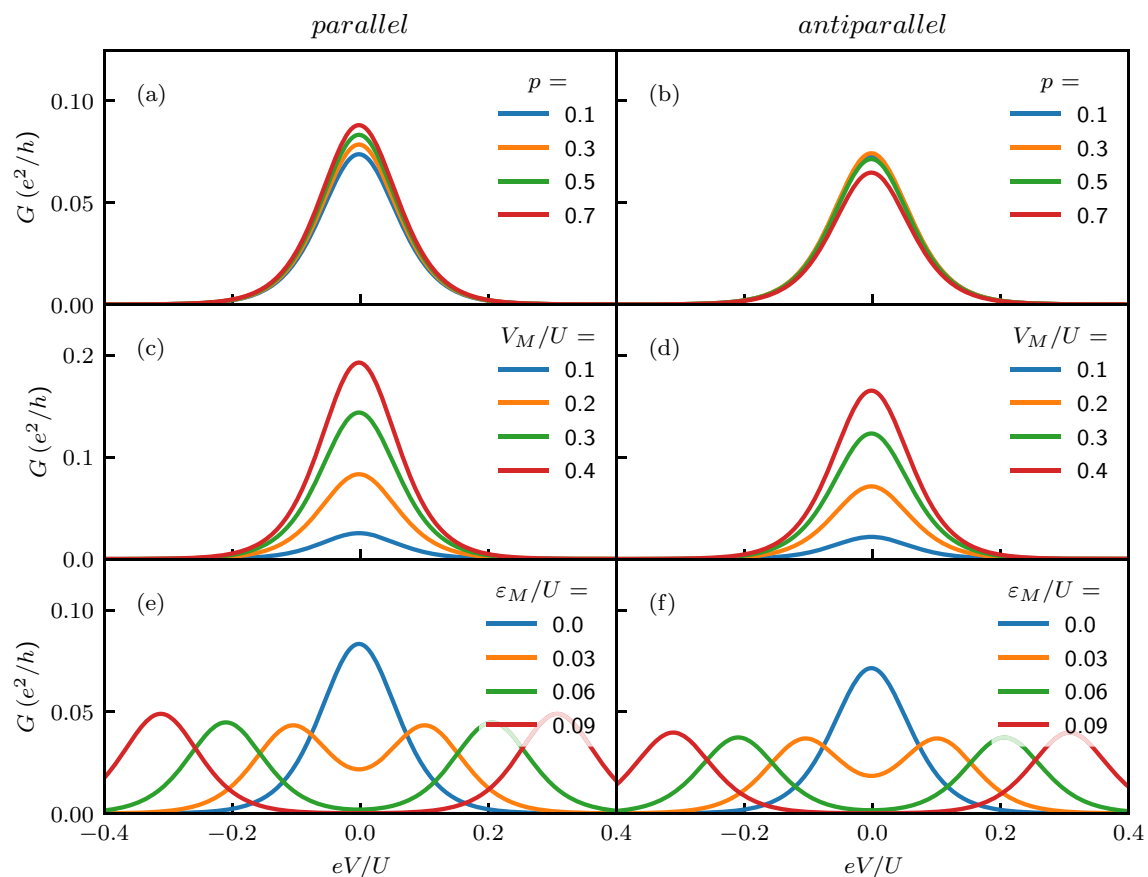 parallel
antiparallel
(a)
p =
0.1
0.3
0.5
0.7
0.10
0.05
0.00
G (e²/h)
(b)
p =
0.1
0.3
0.5
0.7
(c)
V_M/U =
0.1
0.2
0.3
0.4
0.2
0.1
0.0
G (e²/h)
(d)
V_M/U =
0.1
0.2
0.3
0.4
(e)
ε_M/U =
0.0
0.03
0.06
0.09
0.10
0.05
0.00
G (e²/h)
(f)
ε_M/U =
0.0
0.03
0.06
0.09
−0.4 −0.2 0.0 0.2 0.4 −0.2 0.0 0.2 0.4
eV/U
eV/U